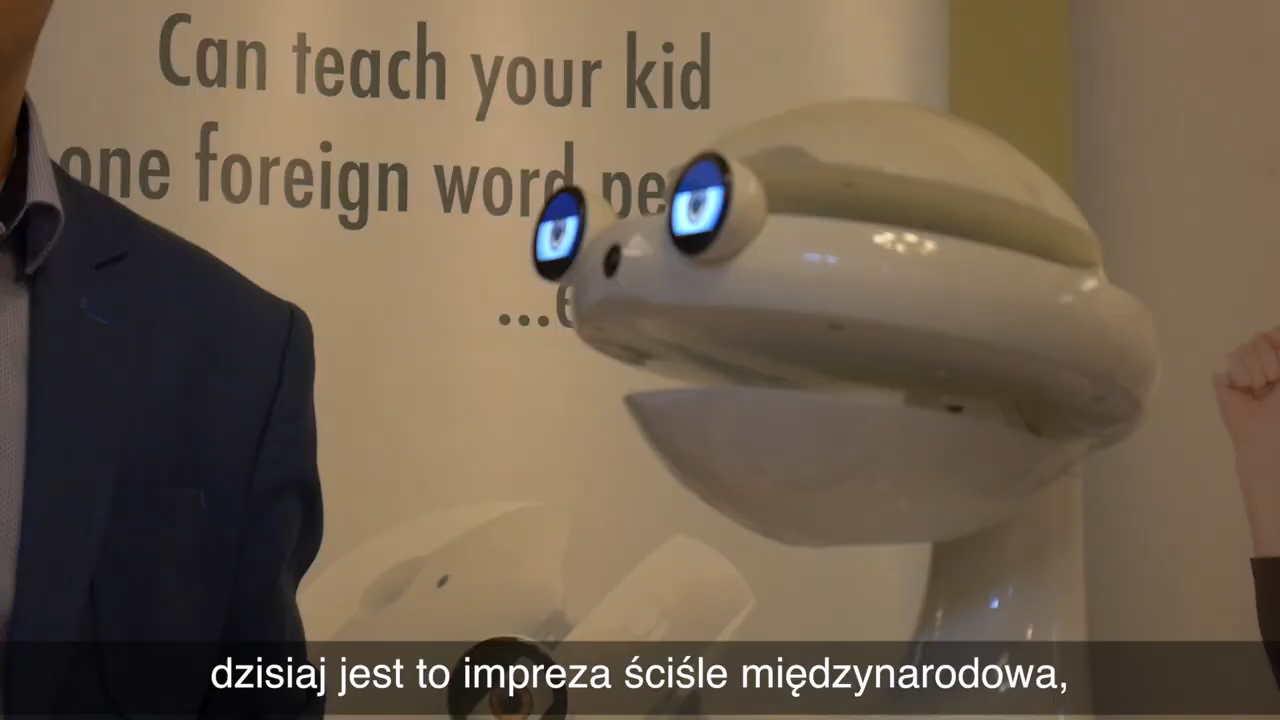 Can teach your kid
one foreign word
dzisiaj jest to impreza ściśle międzynarodowa,